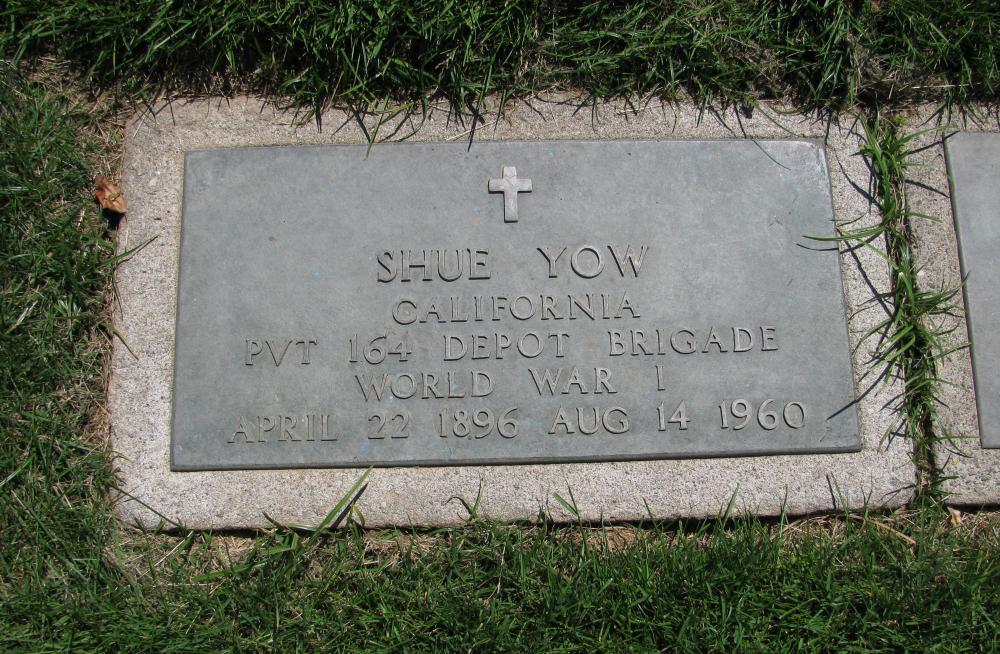 SHUE YOW
CALIFORNIA
PVT 164 DEPOT BRIGADE
WORLD WAR I
APRIL 22 1896 AUG 14 1960